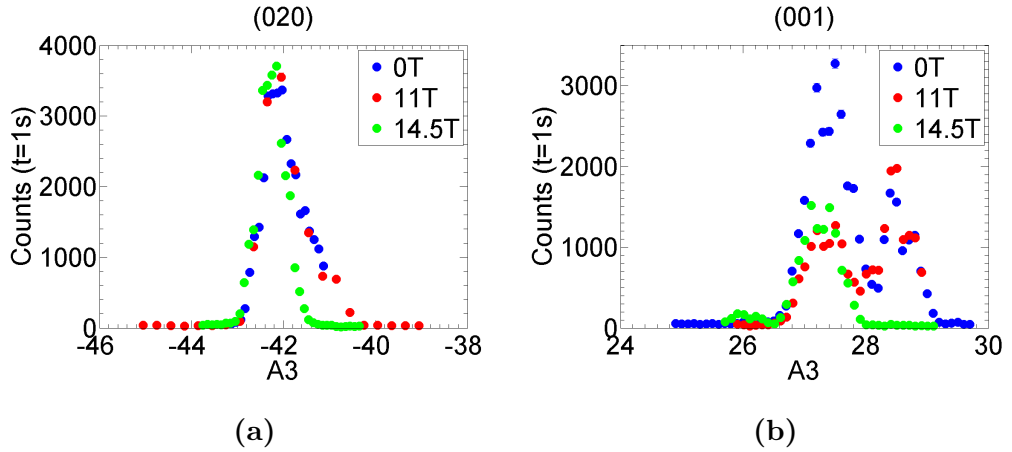 (020)
4000
3000
2000
1000
0
Counts (t=1s)
0T
11T
14.5T
-46
-44
-42
-40
-38
A3
(a)
(001)
3000
2000
1000
0
Counts (t=1s)
0T
11T
14.5T
24
26
28
30
A3
(b)